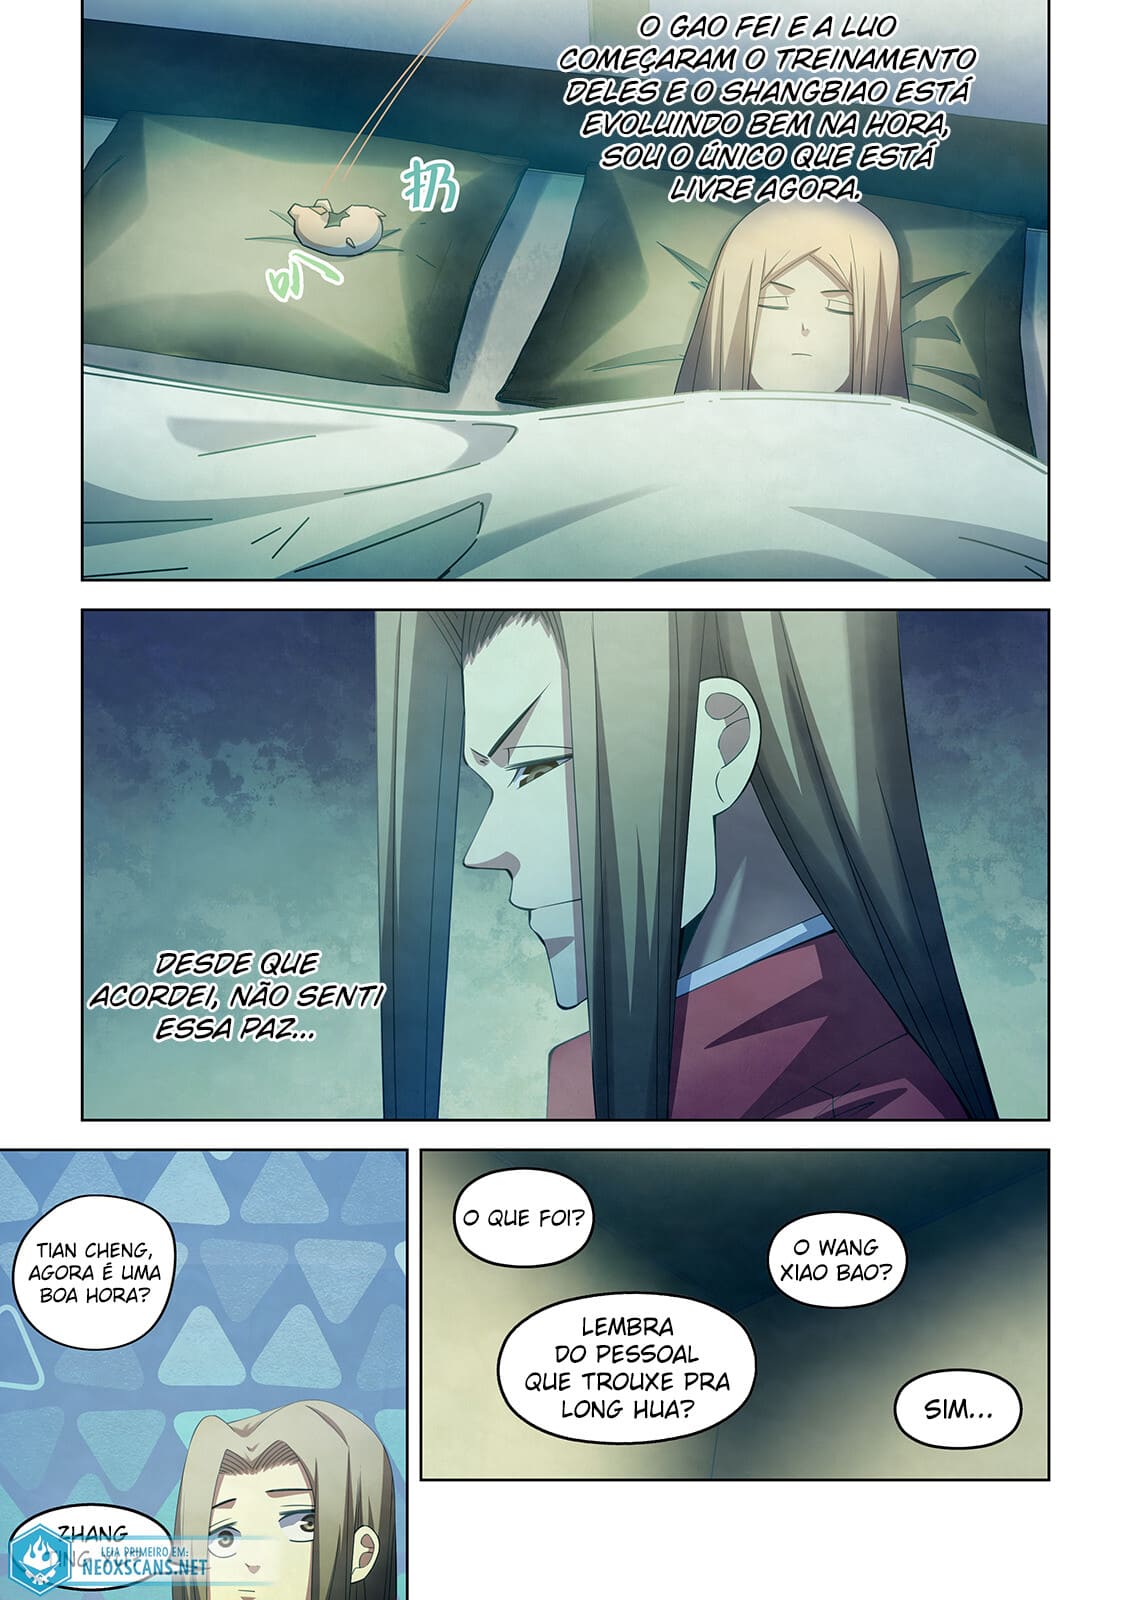 O GAO FEI E A LUO
COMEÇARAM O TREINAMENTO
DELES E O SHANGBIAO ESTÁ
EVOLUINDO BEM NA HORA,
SOU O ÚNICO QUE ESTÁ
LIVRE AGORA.
扔
叭
DESDE QUE
ACORDEI, NÃO SENTI
ESSA PAZ...
TIAN CHENG,
AGORA É UMA
BOA HORA?
ZHANG
LEIA PRIMEIRO EM:
NEOXSCANS.NET
O QUE FOI?
O WANG
XIAO BAO?
LEMBRA
DO PESSOAL
QUE TROUXE PRA
LONG HUA?
SIM...